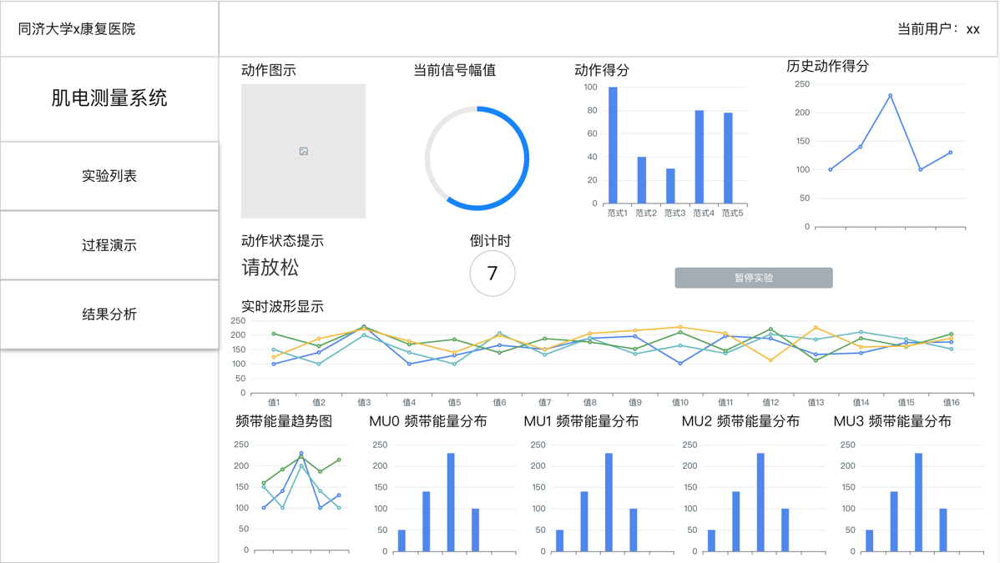 同济大学x康复医院
当前用户：xx
肌电测量系统
实验列表
过程演示
结果分析
动作图示
当前信号幅值
动作得分
100
80
60
40
20
0
范式1 范式2 范式3 范式4 范式5
历史动作得分
250
200
150
100
50
0
动作状态提示
请放松
倒计时
7
暂停实验
实时波形显示
250
200
150
100
50
0
值1 值2 值3 值4 值5 值6 值7 值8 值9 值10 值11 值12 值13 值14 值15 值16
频带能量趋势图
250
200
150
100
50
0
MU0 频带能量分布
250
200
150
100
50
0
MU1 频带能量分布
250
200
150
100
50
0
MU2 频带能量分布
250
200
150
100
50
0
MU3 频带能量分布
250
200
150
100
50
0